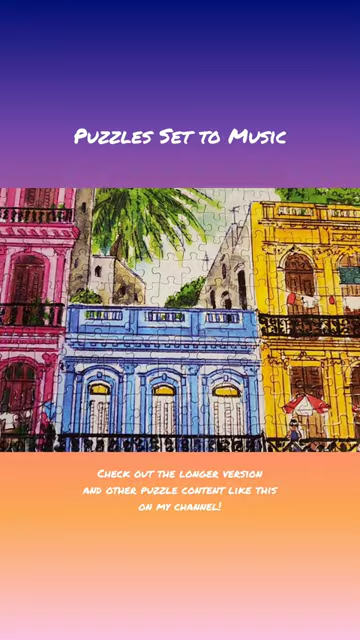 Puzzles Set to Music
Check out the longer version
and other puzzle content like this
on my channel!